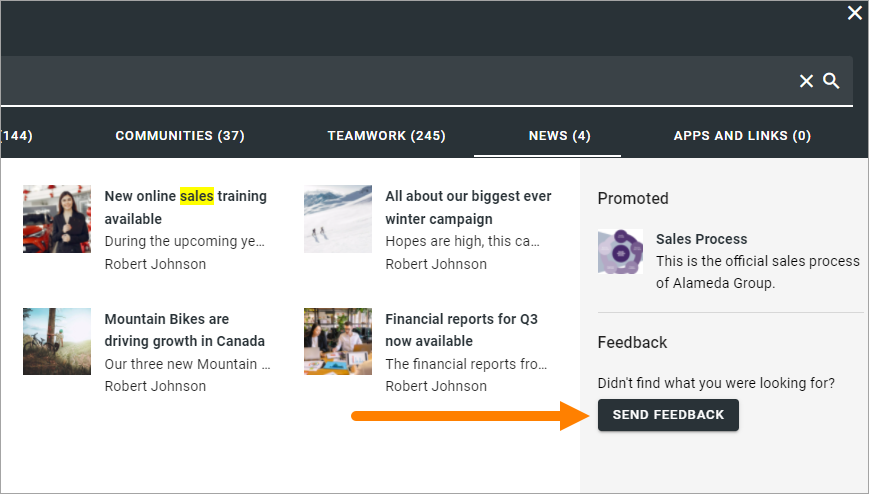 (144)
COMMUNITIES (37)
TEAMWORK (245)
NEWS (4)
APPS AND LINKS (0)
New online sales training
available
During the upcoming ye…
Robert Johnson
All about our biggest ever
winter campaign
Hopes are high, this ca…
Robert Johnson
Mountain Bikes are
driving growth in Canada
Our three new Mountain …
Robert Johnson
Financial reports for Q3
now available
The financial reports fro…
Robert Johnson
Promoted
Sales Process
This is the official sales process
of Alameda Group.
Feedback
Didn't find what you were looking for?
SEND FEEDBACK